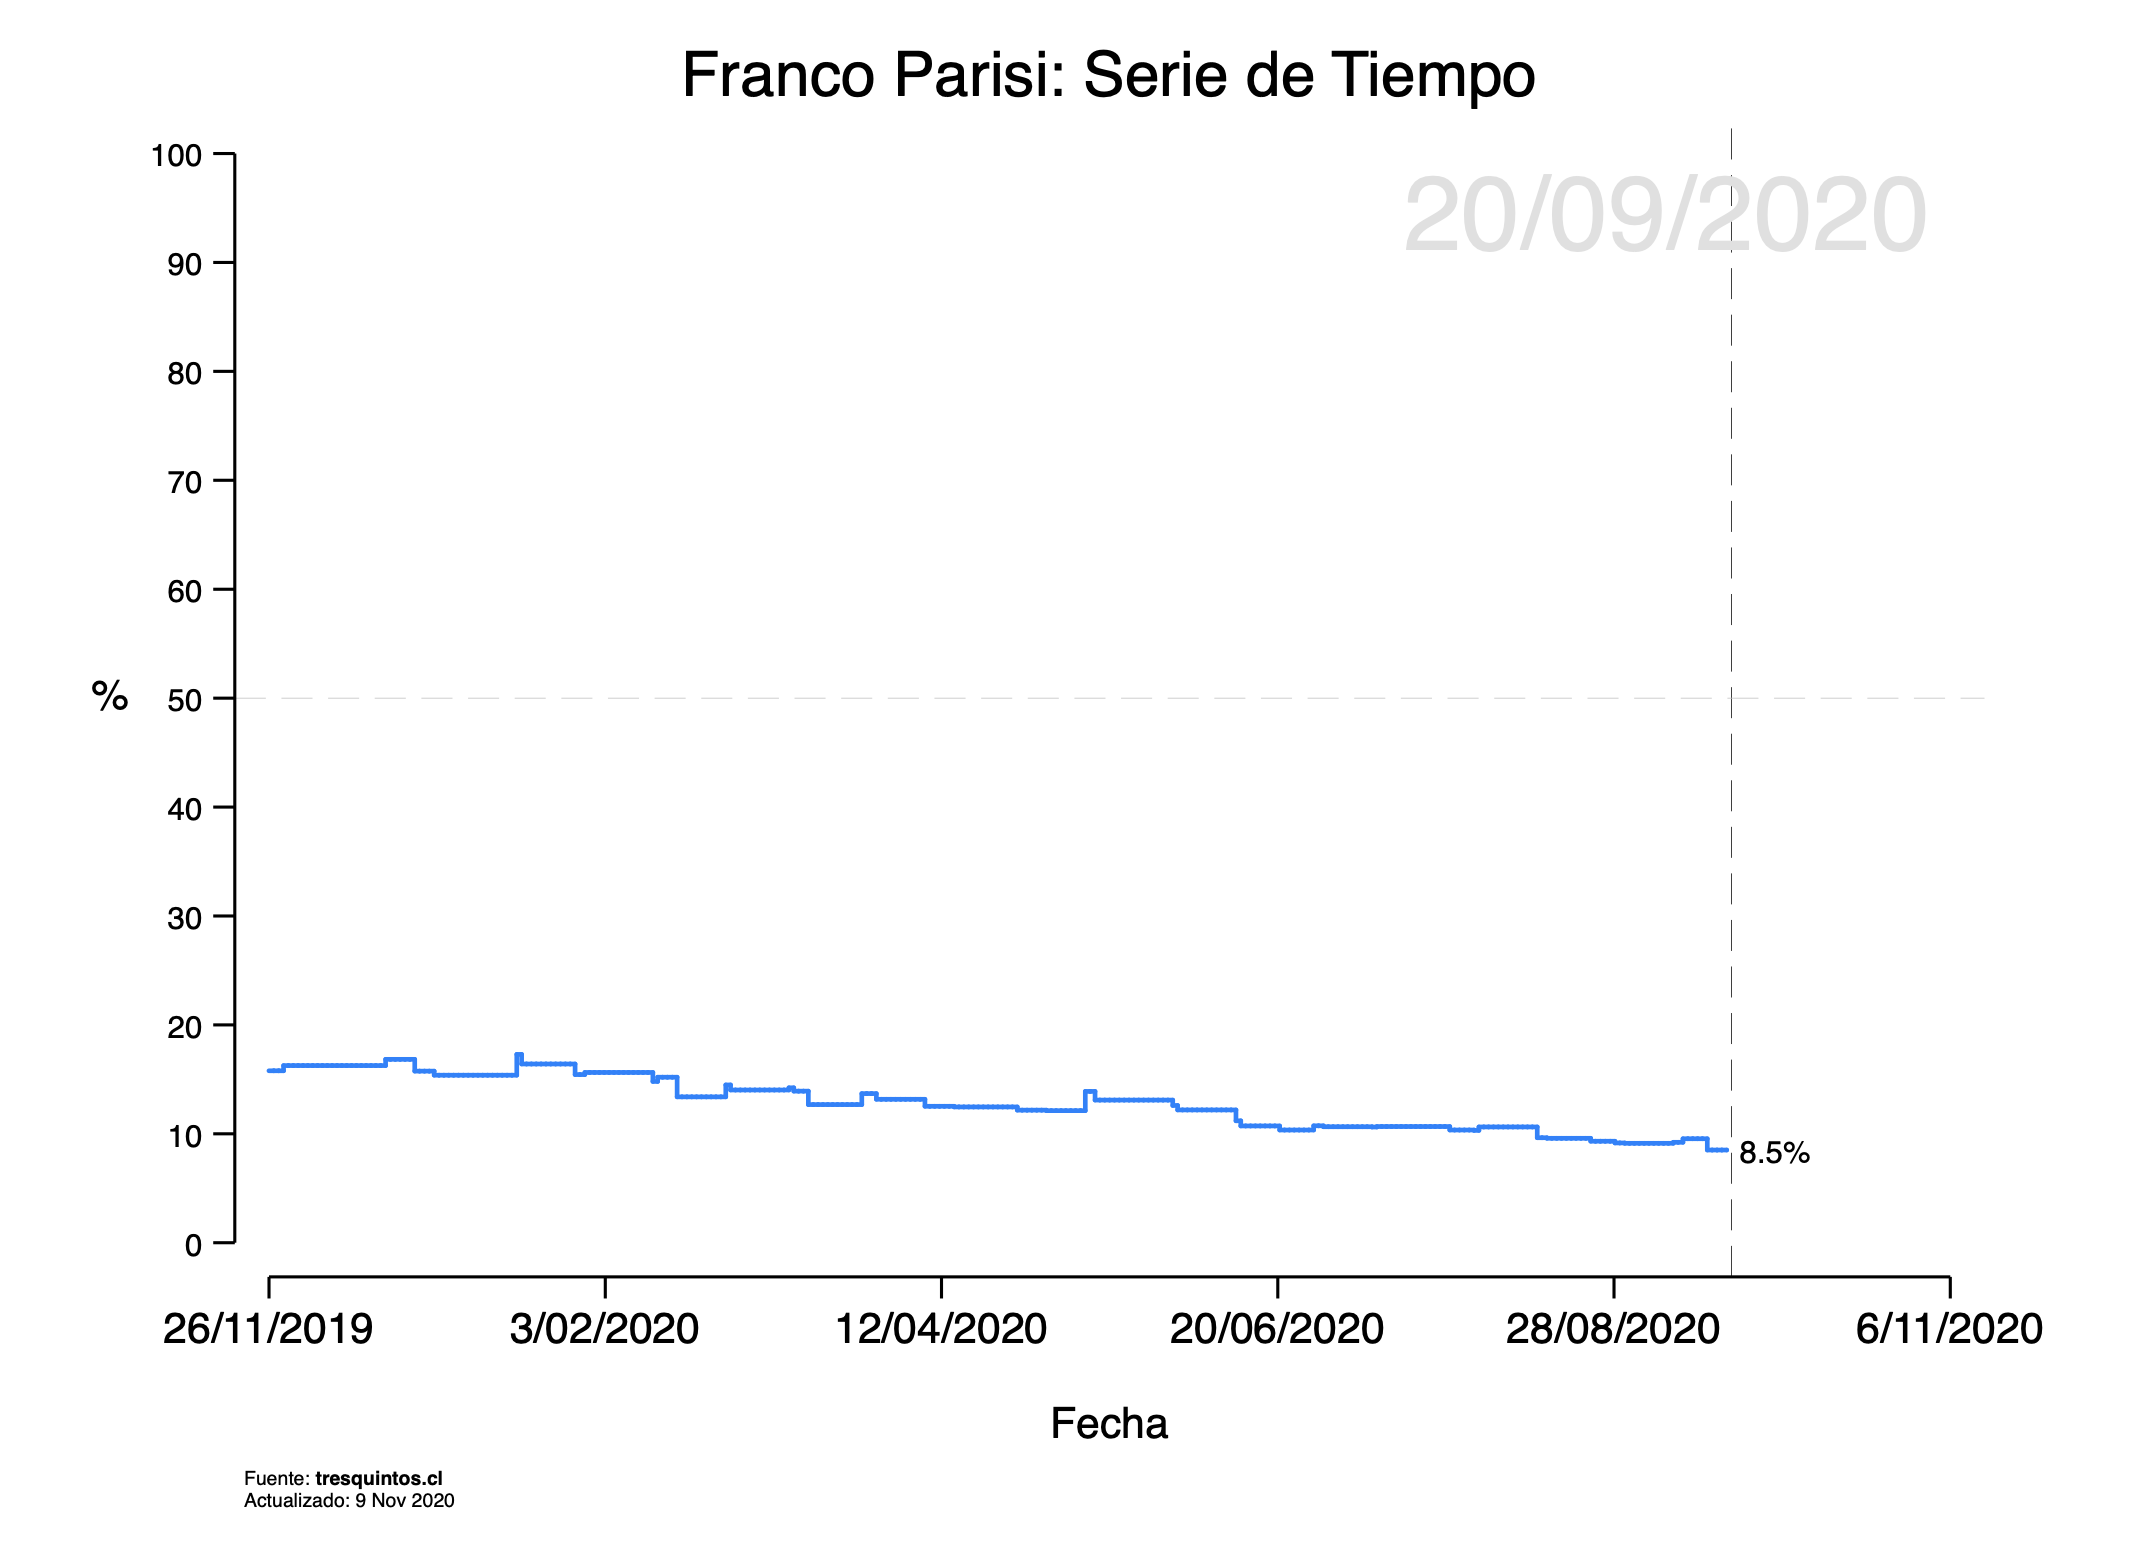 Franco Parisi: Serie de Tiempo
20/09/2020
100
90
80
70
60
50
40
30
20
10
0
%
8.5%
26/11/2019 3/02/2020 12/04/2020 20/06/2020 28/08/2020 6/11/2020
Fecha
Fuente: tresquintos.cl
Actualizado: 9 Nov 2020